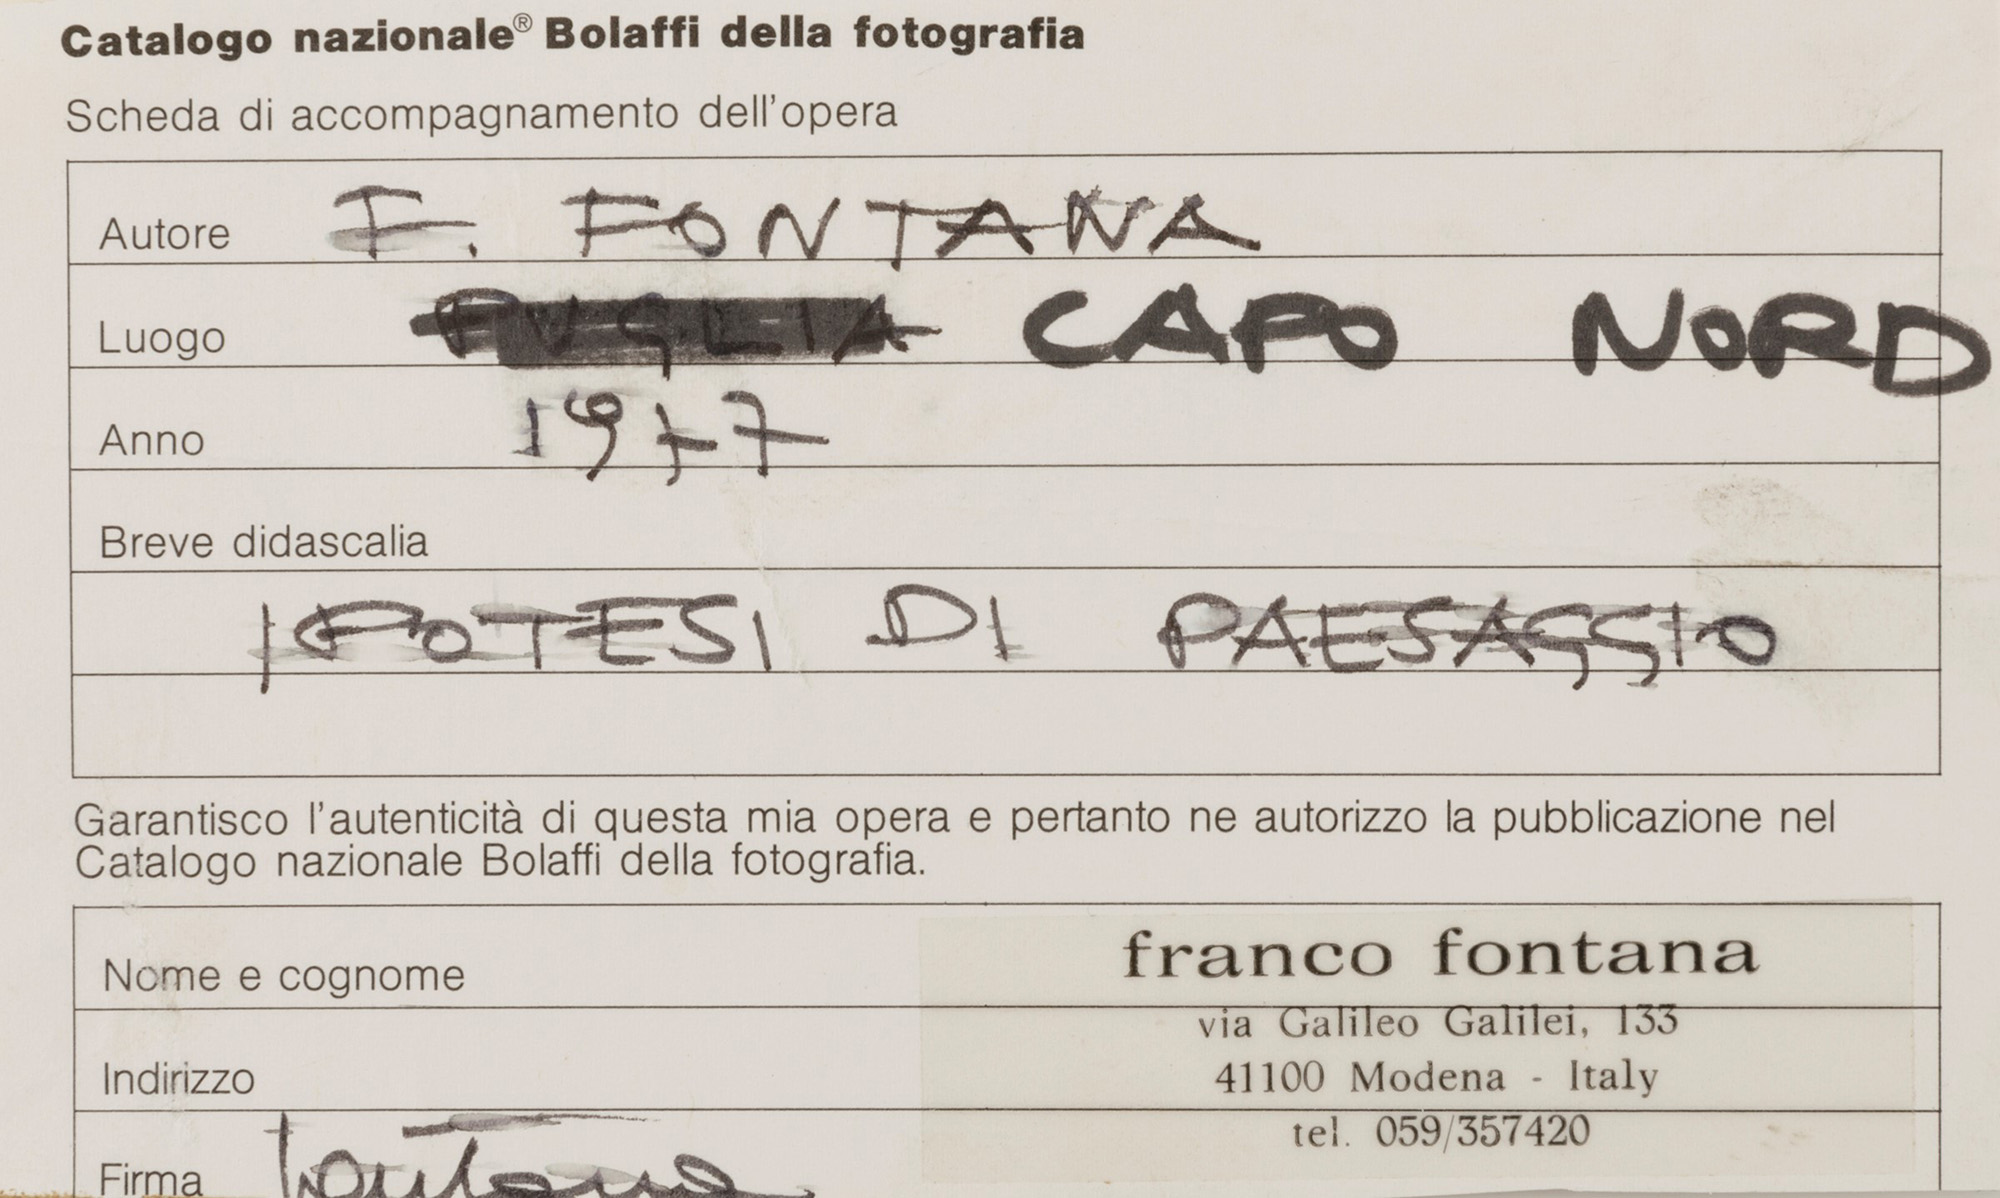 Catalogo nazionale® Bolaffi della fotografia
Scheda di accompagnamento dell'opera
Autore F. FONTANA
Luogo PUGLIA CAPO NORD
Anno 1977
Breve didascalia
IPOTESI DI PAESAGGIO
Garantisco l'autenticità di questa mia opera e pertanto ne autorizzo la pubblicazione nel
Catalogo nazionale Bolaffi della fotografia.
Nome e cognome franco fontana
via Galileo Galilei, 133
Indirizzo 41100 Modena - Italy
tel. 059/357420
Firma Fontana